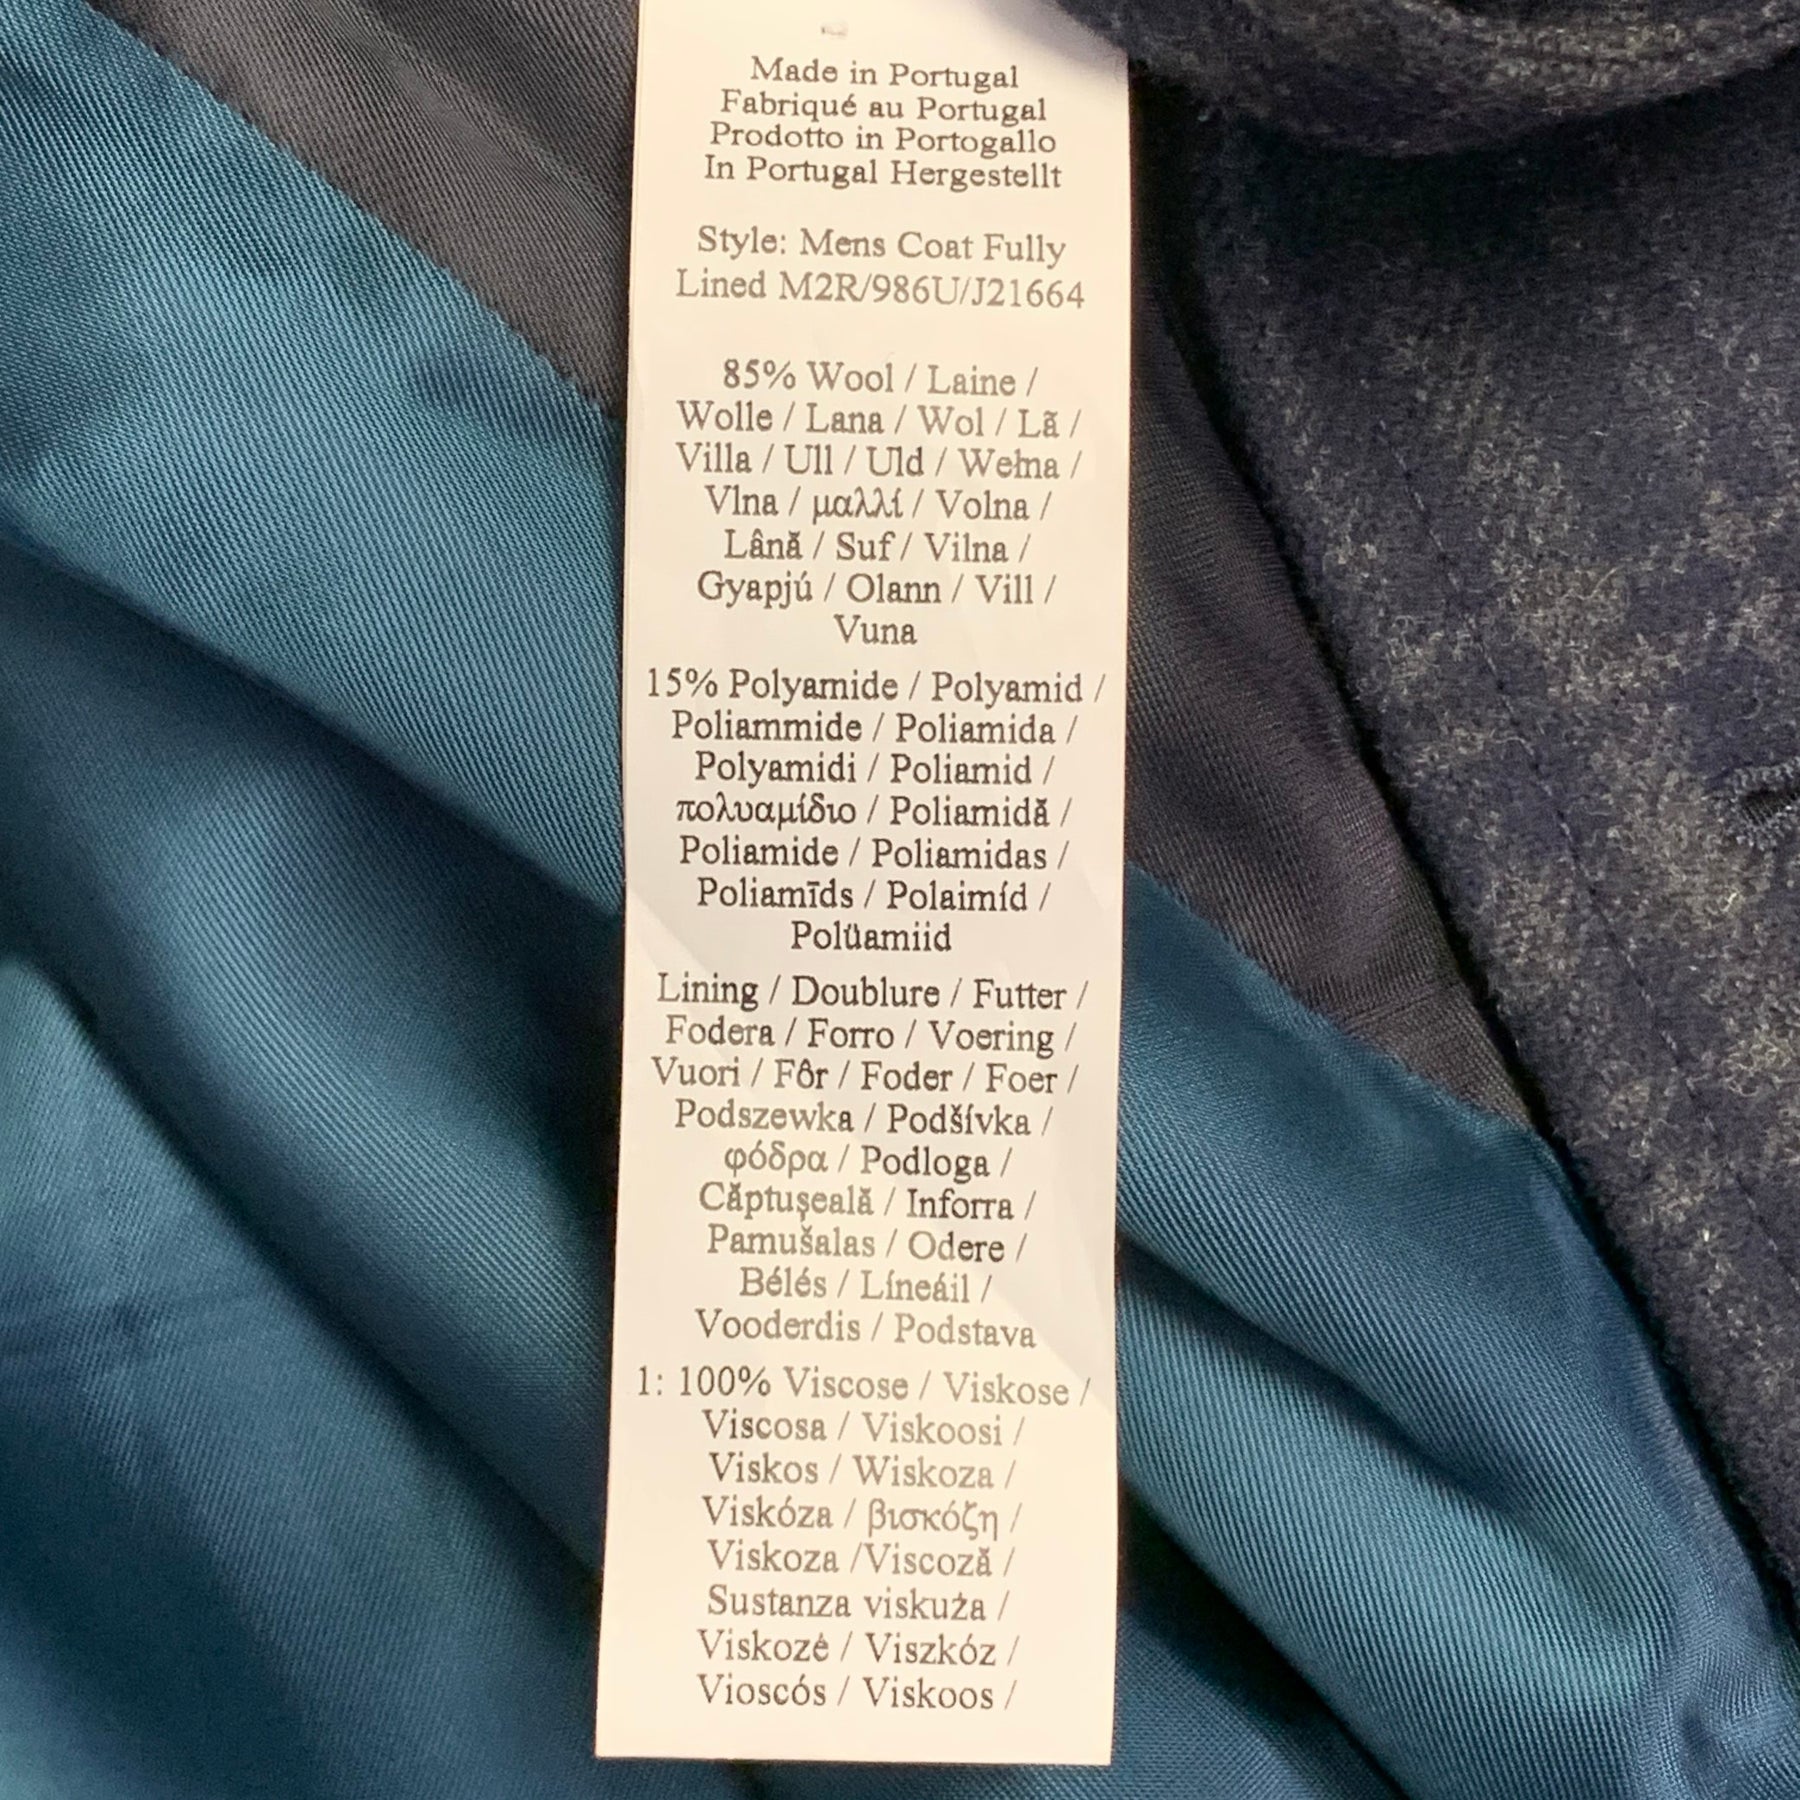 Made in Portugal
Fabriqué au Portugal
Prodotto in Portogallo
In Portugal Hergestellt
Style: Mens Coat Fully
Lined M2R/986U/J21664
85% Wool / Laine /
Wolle / Lana / Wol / Lã /
Villa / Ull / Uld / Wełna /
Vlna / μαλλί / Volna /
Lână / Suf / Vilna /
Gyapjú / Olann / Vill /
Vuna
15% Polyamide / Polyamid /
Poliammide / Poliamida /
Polyamidi / Poliamid /
πολυαμίδιο / Poliamidă /
Poliamide / Poliamidas /
Poliamīds / Polaimíd /
Polüamiid
Lining / Doublure / Futter /
Fodera / Forro / Voering /
Vuori / Fôr / Foder / Foer /
Podszewka / Podšívka /
φόδρα / Podloga /
Căptuşeală / Inforra /
Pamušalas / Odere /
Bélés / Líneáil /
Vooderdis / Podstava
1: 100% Viscose / Viskose /
Viscosa / Viskoosi /
Viskos / Wiskoza /
Viskóza / βισκόζη /
Viskoza /Viscoză /
Sustanza viskuża /
Viskozė / Viszkóz /
Vioscós / Viskoos /